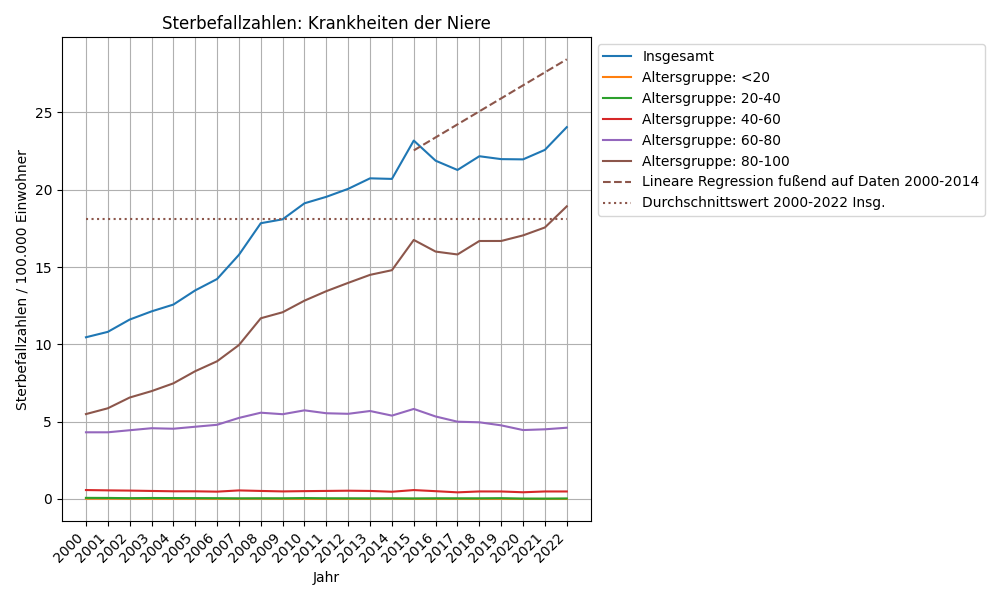 Sterbefallzahlen: Krankheiten der Niere
Insgesamt
Altersgruppe: <20
Altersgruppe: 20-40
Altersgruppe: 40-60
Altersgruppe: 60-80
Altersgruppe: 80-100
Lineare Regression fußend auf Daten 2000-2014
Durchschnittswert 2000-2022 Insg.
Sterbefallzahlen / 100.000 Einwohner
25
20
15
10
5
0
2000
2001
2002
2003
2004
2005
2006
2007
2008
2009
2010
2011
2012
2013
2014
2015
2016
2017
2018
2019
2020
2021
2022
Jahr